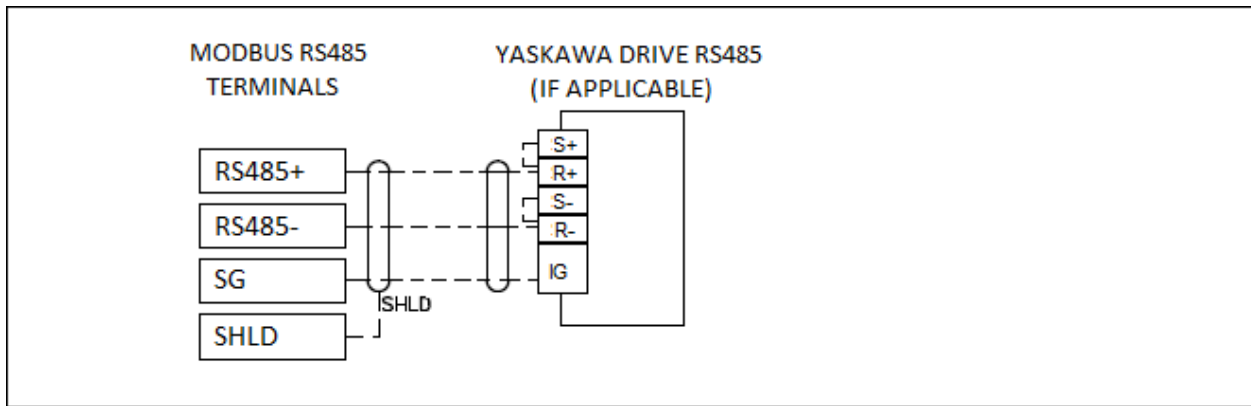 MODBUS RS485
TERMINALS
YASKAWA DRIVE RS485
(IF APPLICABLE)
RS485+
RS485-
SG
SHLD
SHLD
S+
R+
S-
R-
IG